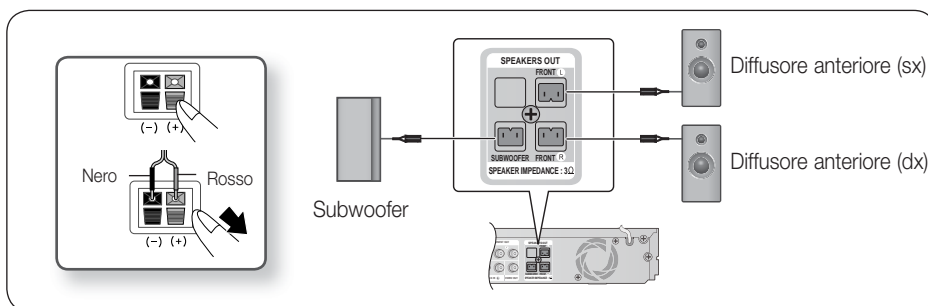 (-) (+)
Nero
Rosso
(-) (+)
Subwoofer
SPEAKERS OUT
FRONT L
SUBWOOFER FRONT R
SPEAKER IMPEDANCE : 3Ω
Diffusore anteriore (sx)
Diffusore anteriore (dx)